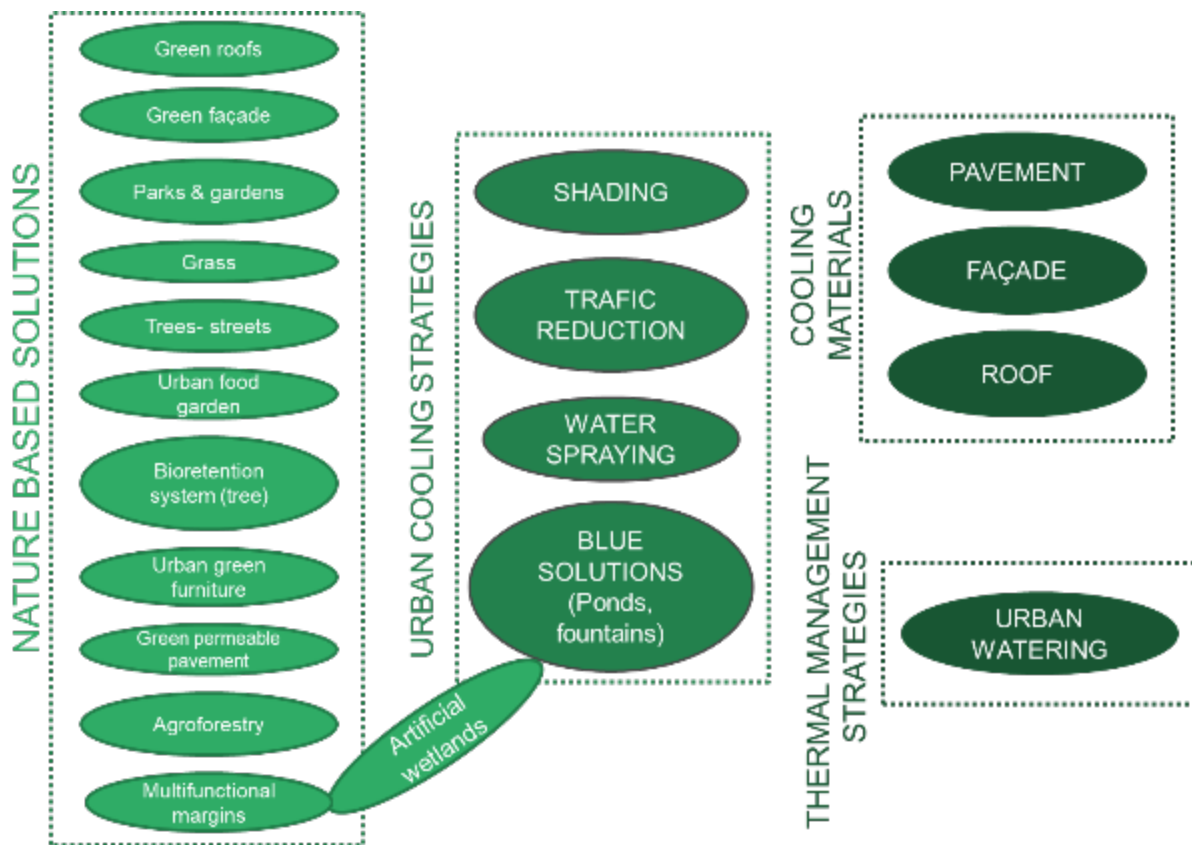 NATURE BASED SOLUTIONS
Green roofs
Green façade
Parks & gardens
Grass
Trees- streets
Urban food
garden
Bioretention
system (tree)
Urban green
furniture
Green permeable
pavement
Agroforestry
Multifunctional
margins
Artificial
wetlands
URBAN COOLING STRATEGIES
SHADING
TRAFIC
REDUCTION
WATER
SPRAYING
BLUE
SOLUTIONS
(Ponds,
fountains)
COOLING
MATERIALS
PAVEMENT
FAÇADE
ROOF
THERMAL MANAGEMENT
STRATEGIES
URBAN
WATERING